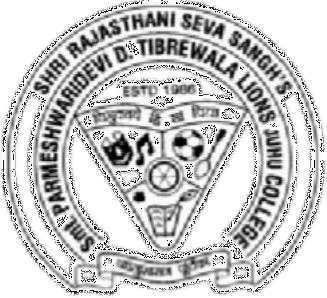 SHRI RAJASTHANI SEVA SANGH'S
Smt. PARMESHWARIDEVI D. TIBREWALA LIONS JUHU COLLEGE
ESTD 1986